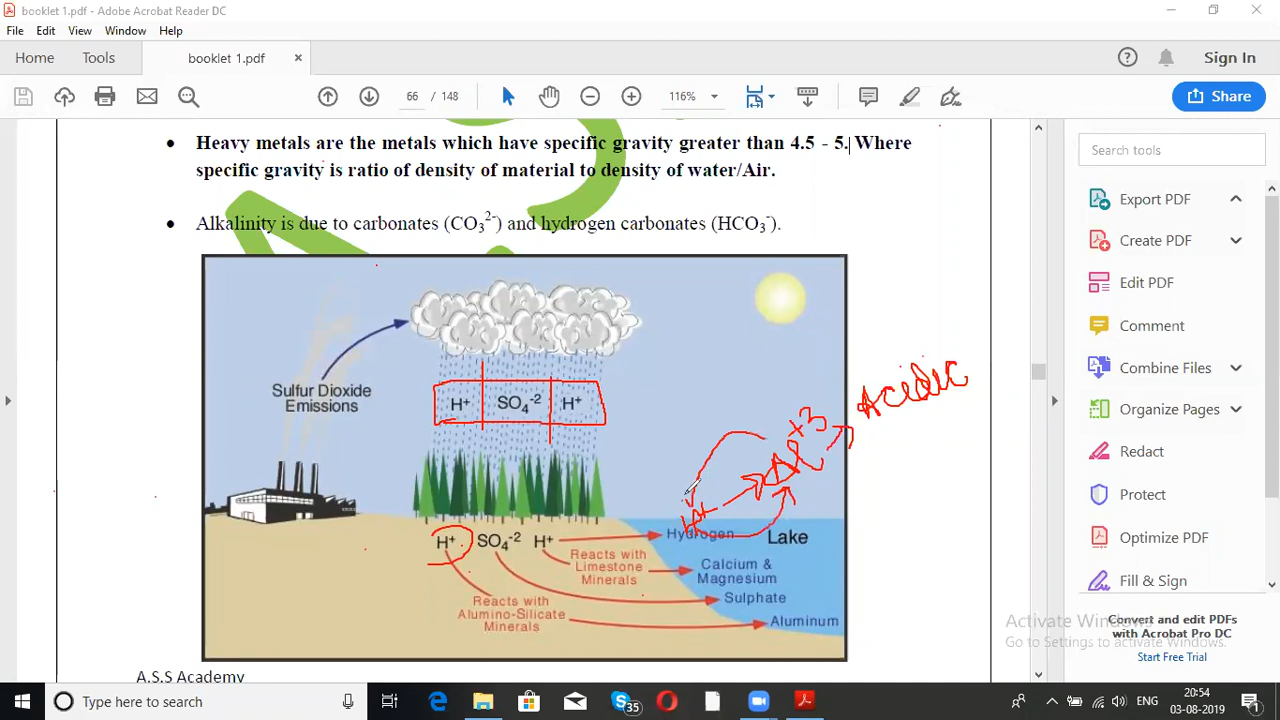 booklet 1.pdf - Adobe Acrobat Reader DC
File Edit View Window Help
Home Tools booklet 1.pdf × Sign In
66 / 148 116% Share
• Heavy metals are the metals which have specific gravity greater than 4.5 - 5. Where
specific gravity is ratio of density of material to density of water/Air.
• Alkalinity is due to carbonates (CO₃²⁻) and hydrogen carbonates (HCO₃⁻).
Sulfur Dioxide
Emissions
H⁺ SO₄⁻² H⁺
Acidic
Al+3
H+
H⁺ SO₄⁻² H⁺
Hydrogen
Lake
Reacts with
Limestone
Minerals
Calcium &
Magnesium
Sulphate
Reacts with
Alumino-Silicate
Minerals
Aluminum
A.S.S Academy
Search tools
Export PDF
Create PDF
Edit PDF
Comment
Combine Files
Organize Pages
Redact
Protect
Optimize PDF
Fill & Sign
Activate Windows
Go to Settings to activate Windows.
Convert and edit PDFs
with Acrobat Pro DC
Start Free Trial
Type here to search
35
ENG
20:54
03-08-2019
1